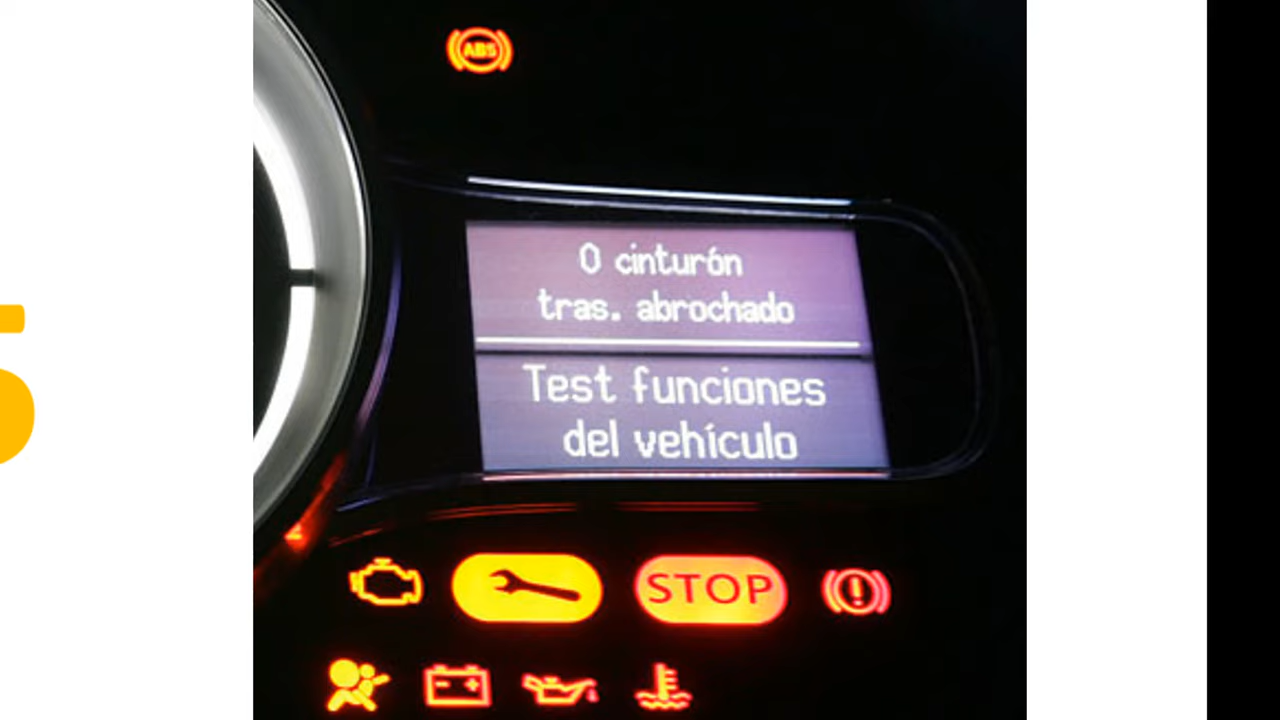 ABS
0 cinturón
tras. abrochado
Test funciones
del vehículo
STOP